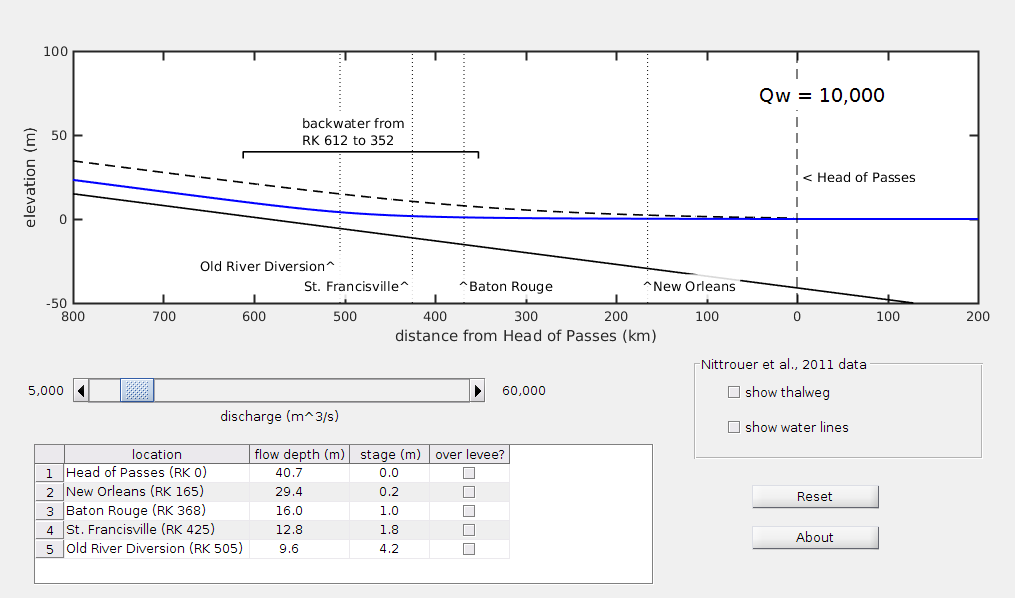 100
50
0
-50
elevation (m)
Qw = 10,000
backwater from
RK 612 to 352
< Head of Passes
Old River Diversion^
St. Francisville^
^Baton Rouge
^New Orleans
800 700 600 500 400 300 200 100 0 100 200
distance from Head of Passes (km)
5,000
60,000
discharge (m^3/s)
Nittrouer et al., 2011 data
show thalweg
show water lines
location flow depth (m) stage (m) over levee?
1 Head of Passes (RK 0) 40.7 0.0
2 New Orleans (RK 165) 29.4 0.2
3 Baton Rouge (RK 368) 16.0 1.0
4 St. Francisville (RK 425) 12.8 1.8
5 Old River Diversion (RK 505) 9.6 4.2
Reset
About